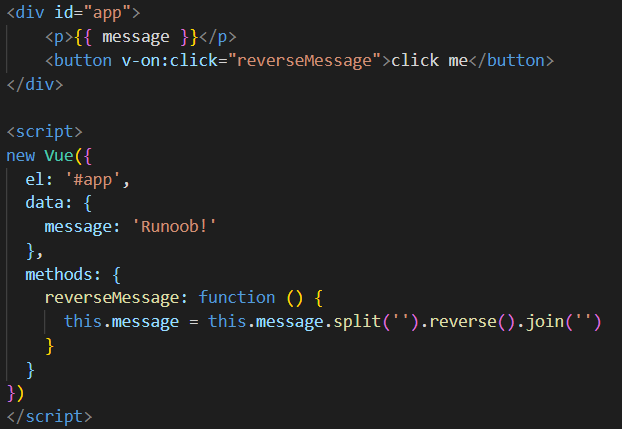 <div id="app">
    <p>{{ message }}</p>
    <button v-on:click="reverseMessage">click me</button>
</div>

<script>
new Vue({
  el: '#app',
  data: {
    message: 'Runoob!'
  },
  methods: {
    reverseMessage: function () {
      this.message = this.message.split('').reverse().join('')
    }
  }
})
</script>